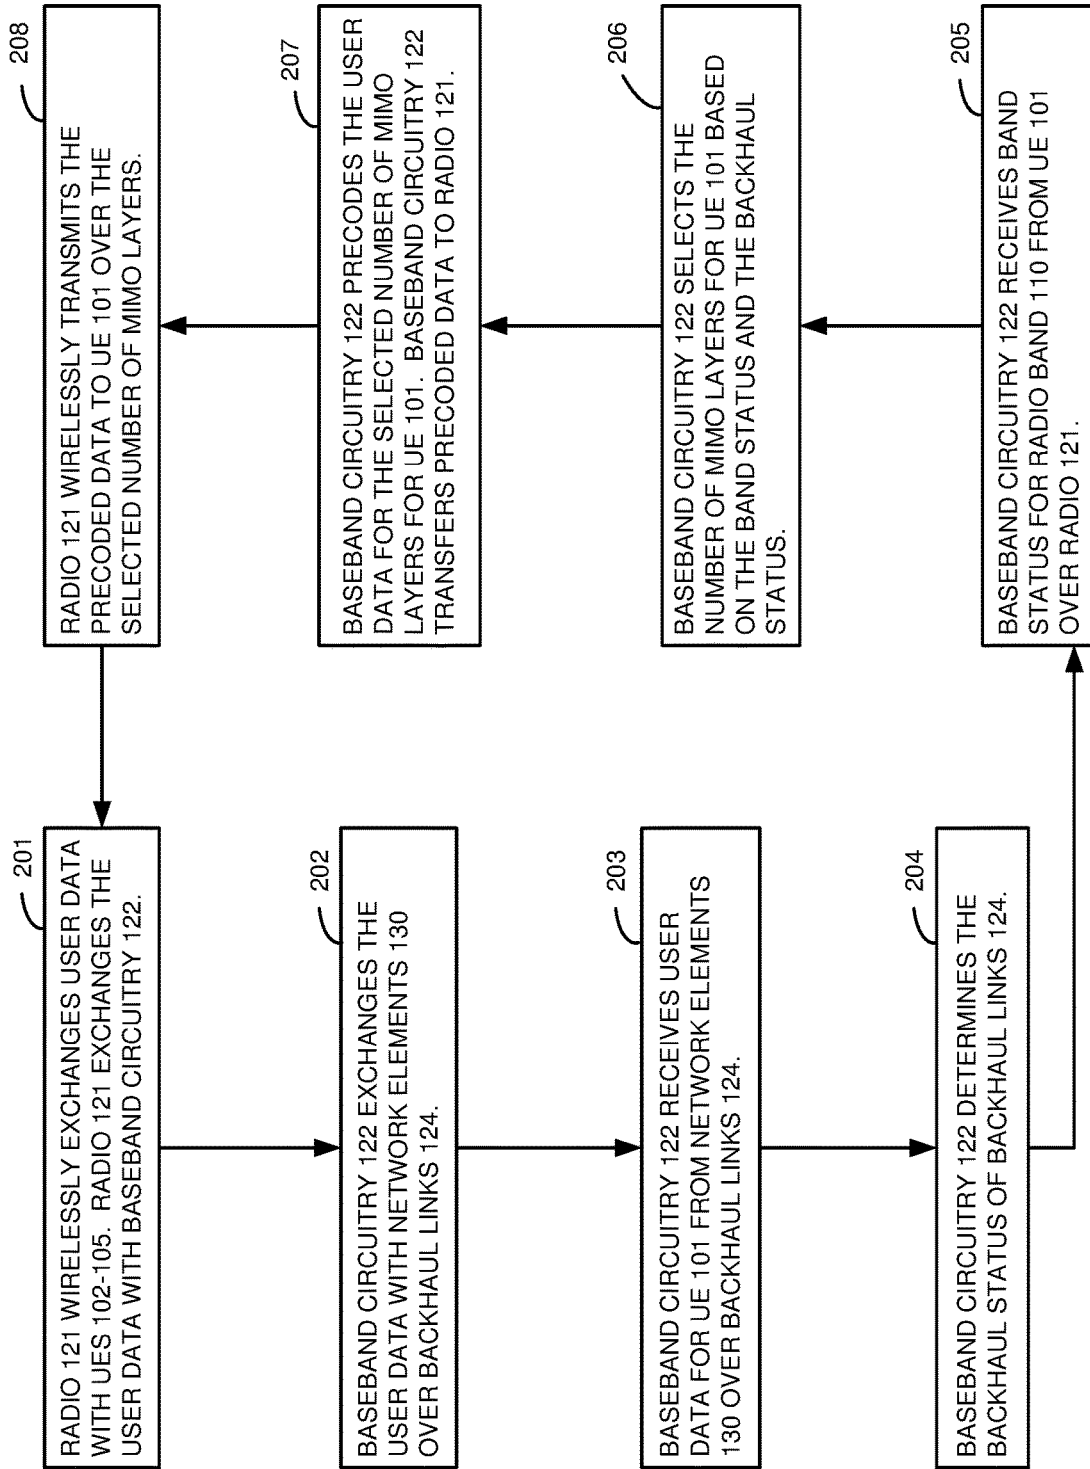 201
RADIO 121 WIRELESSLY EXCHANGES USER DATA
WITH UES 102-105. RADIO 121 EXCHANGES THE
USER DATA WITH BASEBAND CIRCUITRY 122.
202
BASEBAND CIRCUITRY 122 EXCHANGES THE
USER DATA WITH NETWORK ELEMENTS 130
OVER BACKHAUL LINKS 124.
203
BASEBAND CIRCUITRY 122 RECEIVES USER
DATA FOR UE 101 FROM NETWORK ELEMENTS
130 OVER BACKHAUL LINKS 124.
204
BASEBAND CIRCUITRY 122 DETERMINES THE
BACKHAUL STATUS OF BACKHAUL LINKS 124.
205
BASEBAND CIRCUITRY 122 RECEIVES BAND
STATUS FOR RADIO BAND 110 FROM UE 101
OVER RADIO 121.
206
BASEBAND CIRCUITRY 122 SELECTS THE
NUMBER OF MIMO LAYERS FOR UE 101 BASED
ON THE BAND STATUS AND THE BACKHAUL
STATUS.
207
BASEBAND CIRCUITRY 122 PRECODES THE USER
DATA FOR THE SELECTED NUMBER OF MIMO
LAYERS FOR UE 101. BASEBAND CIRCUITRY 122
TRANSFERS PRECODED DATA TO RADIO 121.
208
RADIO 121 WIRELESSLY TRANSMITS THE
PRECODED DATA TO UE 101 OVER THE
SELECTED NUMBER OF MIMO LAYERS.